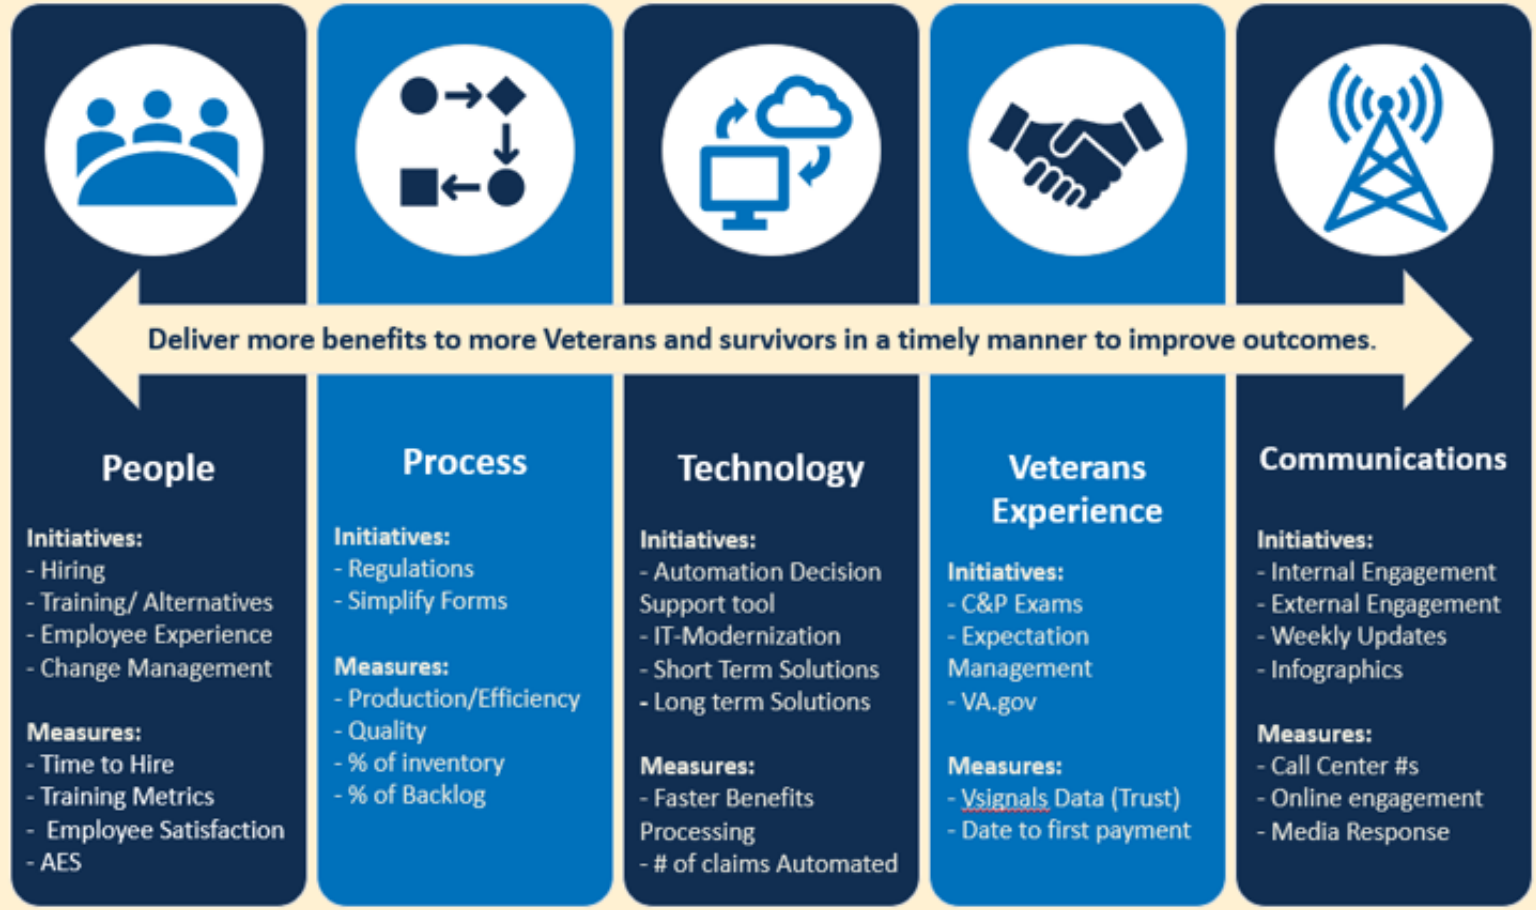 Deliver more benefits to more Veterans and survivors in a timely manner to improve outcomes.
People
Initiatives:
- Hiring
- Training/ Alternatives
- Employee Experience
- Change Management
Measures:
- Time to Hire
- Training Metrics
- Employee Satisfaction
- AES
Process
Initiatives:
- Regulations
- Simplify Forms
Measures:
- Production/Efficiency
- Quality
- % of inventory
- % of Backlog
Technology
Initiatives:
- Automation Decision
Support tool
- IT-Modernization
- Short Term Solutions
- Long term Solutions
Measures:
- Faster Benefits
Processing
- # of claims Automated
Veterans
Experience
Initiatives:
- C&P Exams
- Expectation
Management
- VA.gov
Measures:
- Vsignals Data (Trust)
- Date to first payment
Communications
Initiatives:
- Internal Engagement
- External Engagement
- Weekly Updates
- Infographics
Measures:
- Call Center #s
- Online engagement
- Media Response